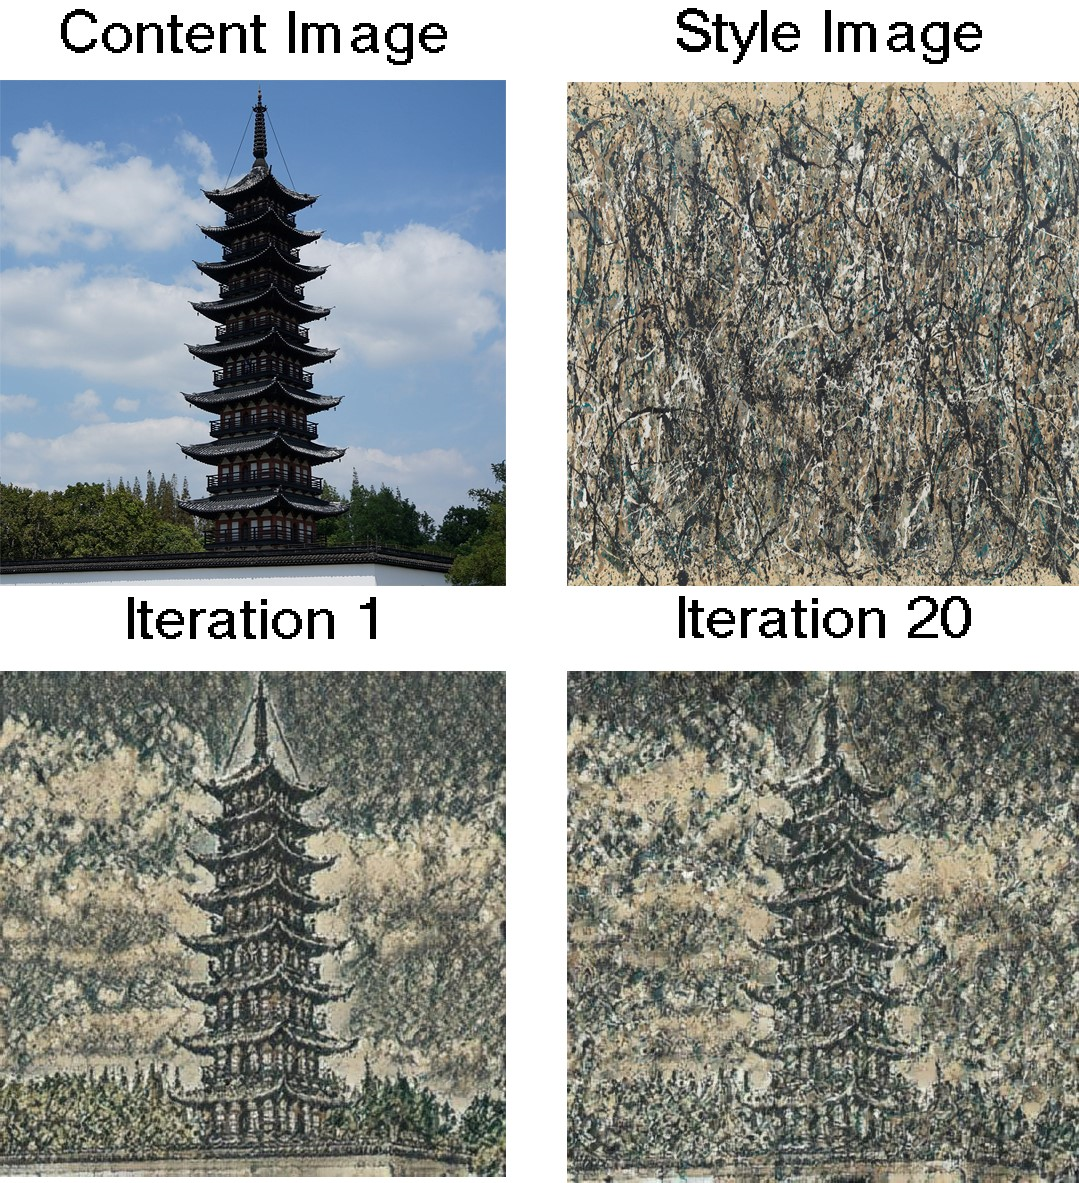 Content Image
Style Image
Iteration 1
Iteration 20